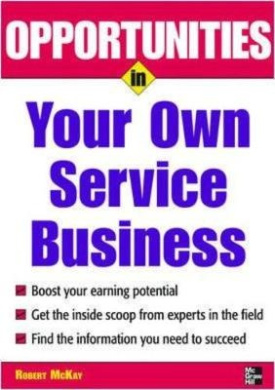 OPPORTUNITIES
in
Your Own
Service
Business
Boost your earning potential
Get the inside scoop from experts in the field
Find the information you need to succeed
ROBERT MCKAY
Mc
Graw
Hill